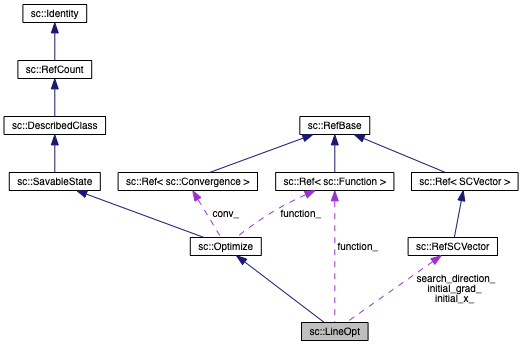 sc::Identity
sc::RefCount
sc::DescribedClass
sc::RefBase
sc::SavableState
sc::Ref< sc::Convergence >
sc::Ref< sc::Function >
sc::Ref< SCVector >
conv_
function_
sc::Optimize
function_
sc::RefSCVector
search_direction_
initial_grad_
initial_x_
sc::LineOpt